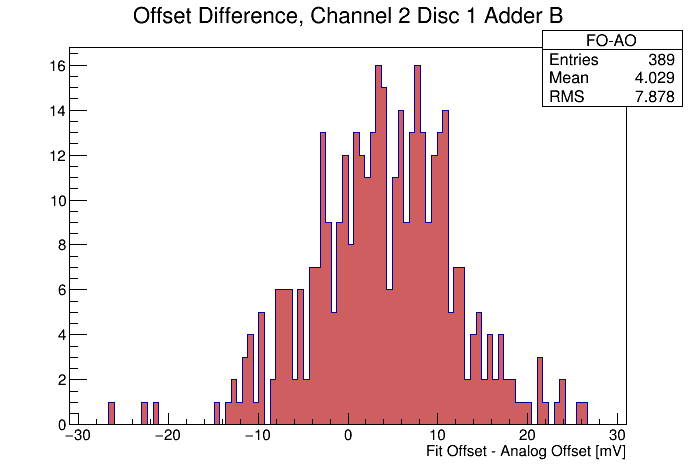 Offset Difference, Channel 2 Disc 1 Adder B
FO-AO
Entries 389
Mean 4.029
RMS 7.878
16
14
12
10
8
6
4
2
0
−30 −20 −10 0 10 20 30
Fit Offset - Analog Offset [mV]